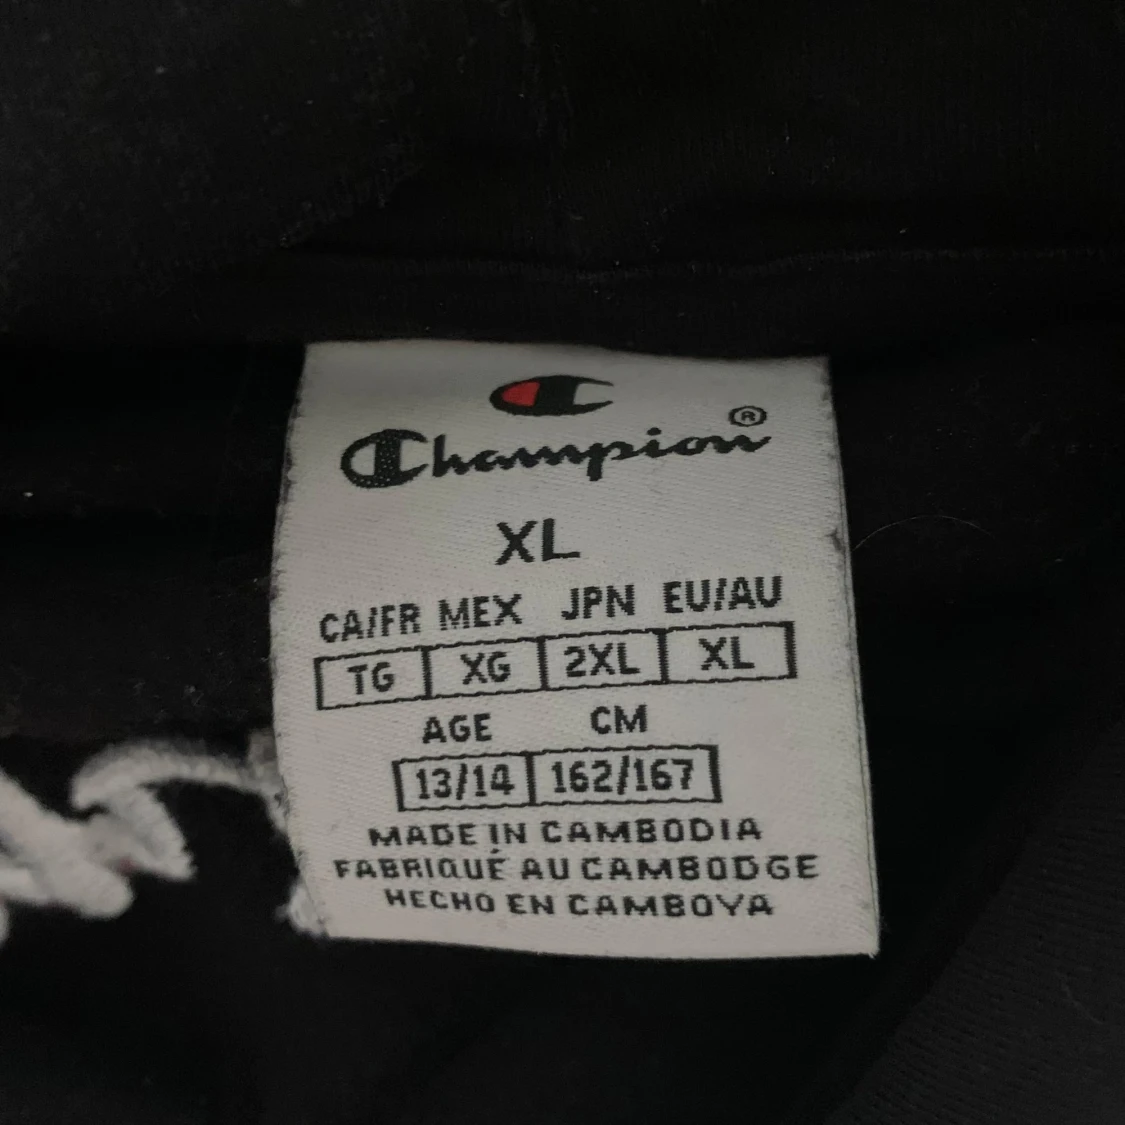 Champion®
XL
CA/FR MEX JPN EU/AU
TG XG 2XL XL
AGE CM
13/14 162/167
MADE IN CAMBODIA
FABRIQUÉ AU CAMBODGE
HECHO EN CAMBOYA